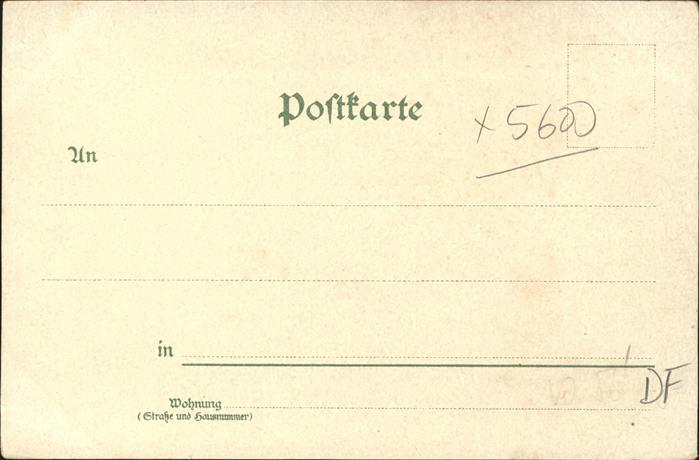 Poſtkarte
× 5600
An
in
Wohnung
(Straße und Hausnummer)
DF